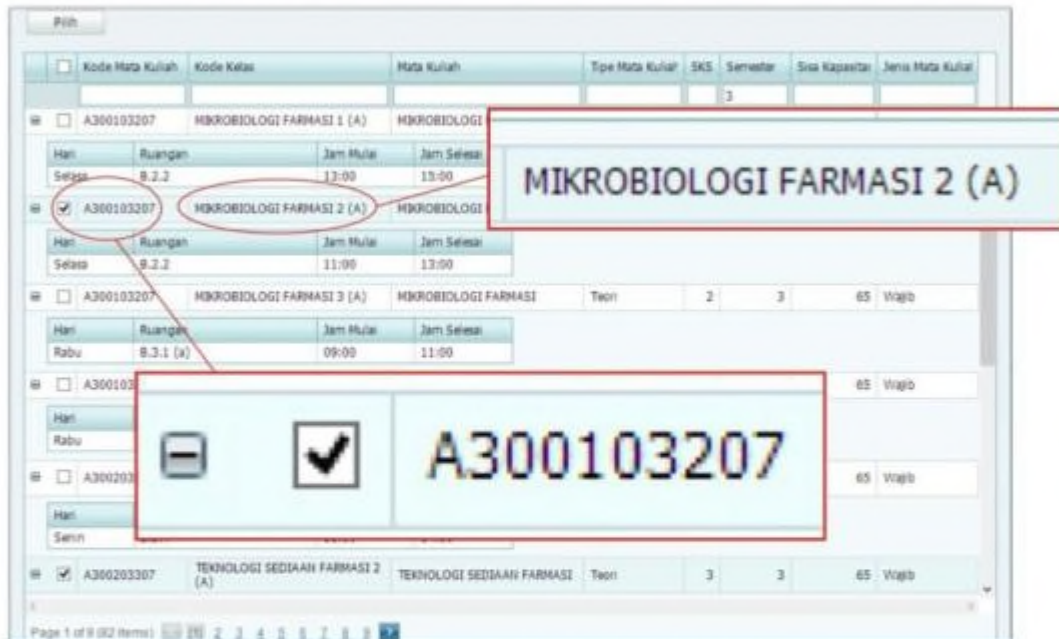 Pilih
Kode Mata Kuliah Kode Kelas Mata Kuliah Tipe Mata Kuliah SKS Semester Sisa Kapasitas Jenis Mata Kuliah
3
A300103207 MIKROBIOLOGI FARMASI 1 (A) MIKROBIOLOGI
Hari Ruangan Jam Mulai Jam Selesai
Selasa B.2.2 13:00 15:00
MIKROBIOLOGI FARMASI 2 (A)
A300103207 MIKROBIOLOGI FARMASI 2 (A) MIKROBIOLOGI
Hari Ruangan Jam Mulai Jam Selesai
Selasa B.2.2 11:00 13:00
A300103207 MIKROBIOLOGI FARMASI 3 (A) MIKROBIOLOGI FARMASI Teori 2 3 65 Wajib
Hari Ruangan Jam Mulai Jam Selesai
Rabu B.3.1 (a) 09:00 11:00
A300103 65 Wajib
Hari
Rabu
A300103207
A300203 65 Wajib
Hari
Senin
A300203307 TEKNOLOGI SEDIAAN FARMASI 2 (A) TEKNOLOGI SEDIAAN FARMASI Teori 3 3 65 Wajib
Page 1 of 9 (82 items) [1] 2 3 4 5 6 7 8 9